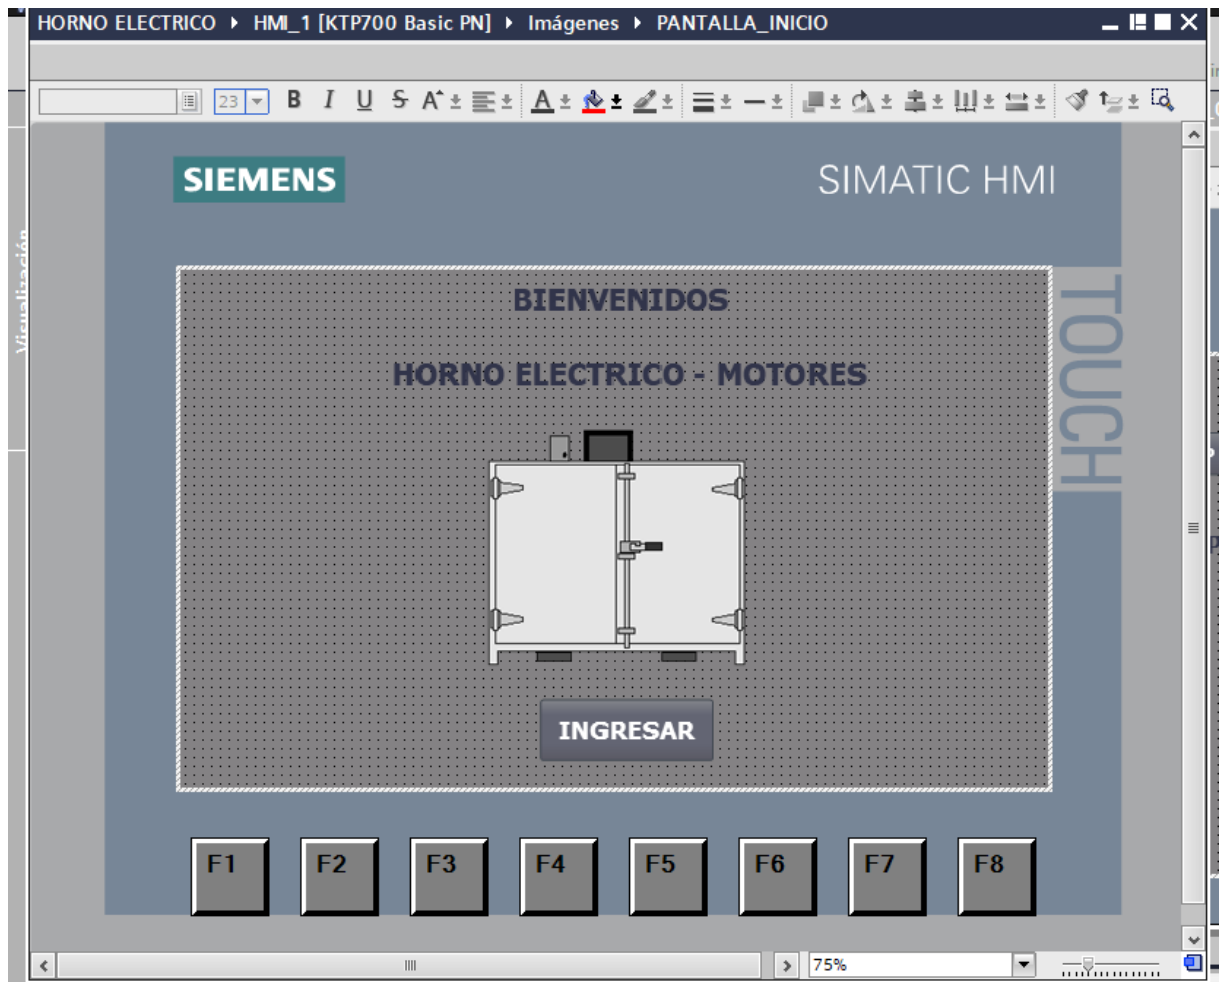 HORNO ELECTRICO ▸ HMI_1 [KTP700 Basic PN] ▸ Imágenes ▸ PANTALLA_INICIO
23
B I U S A A
Visualización
SIEMENS
SIMATIC HMI
TOUCH
BIENVENIDOS
HORNO ELECTRICO - MOTORES
INGRESAR
F1 F2 F3 F4 F5 F6 F7 F8
75%